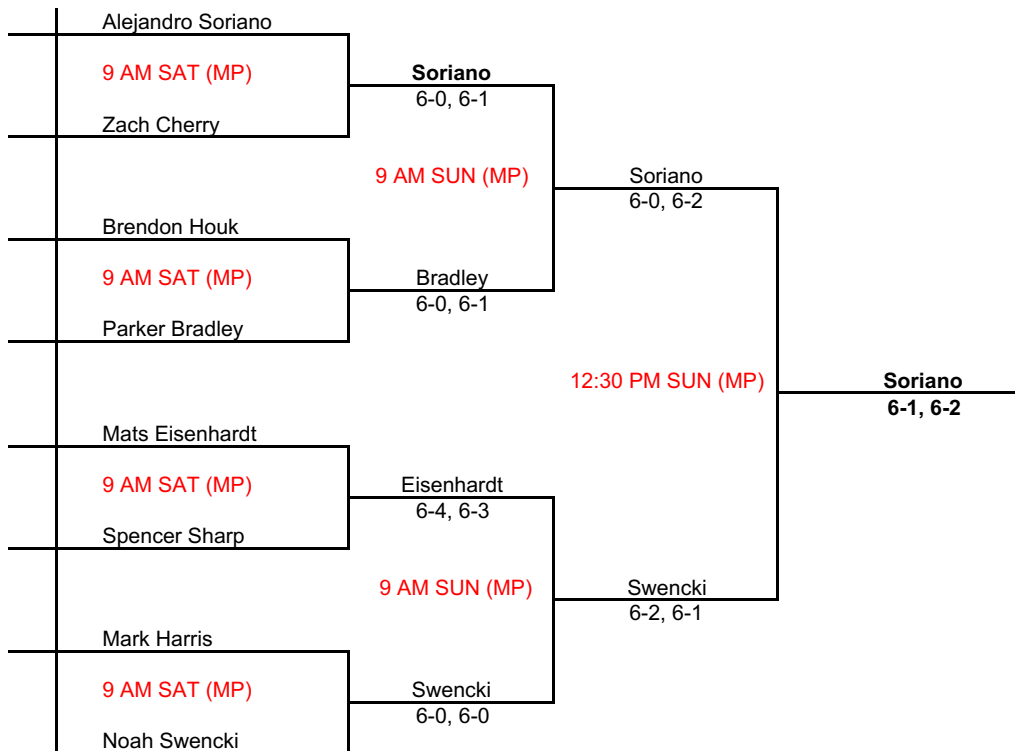 Alejandro Soriano
9 AM SAT (MP)
Soriano
6-0, 6-1
Zach Cherry
9 AM SUN (MP)
Soriano
6-0, 6-2
Brendon Houk
9 AM SAT (MP)
Bradley
6-0, 6-1
Parker Bradley
12:30 PM SUN (MP)
Soriano
6-1, 6-2
Mats Eisenhardt
9 AM SAT (MP)
Eisenhardt
6-4, 6-3
Spencer Sharp
9 AM SUN (MP)
Swencki
6-2, 6-1
Mark Harris
9 AM SAT (MP)
Swencki
6-0, 6-0
Noah Swencki